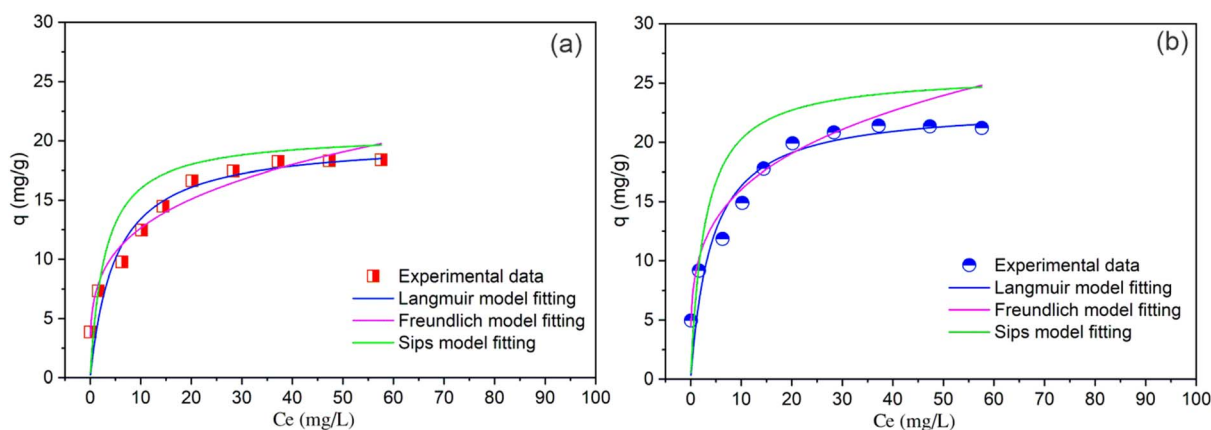 (a)
30
25
20
15
10
5
0
q (mg/g)
Experimental data
Langmuir model fitting
Freundlich model fitting
Sips model fitting
0 10 20 30 40 50 60 70 80 90 100
Ce (mg/L)
(b)
30
25
20
15
10
5
0
q (mg/g)
Experimental data
Langmuir model fitting
Freundlich model fitting
Sips model fitting
0 10 20 30 40 50 60 70 80 90 100
Ce (mg/L)